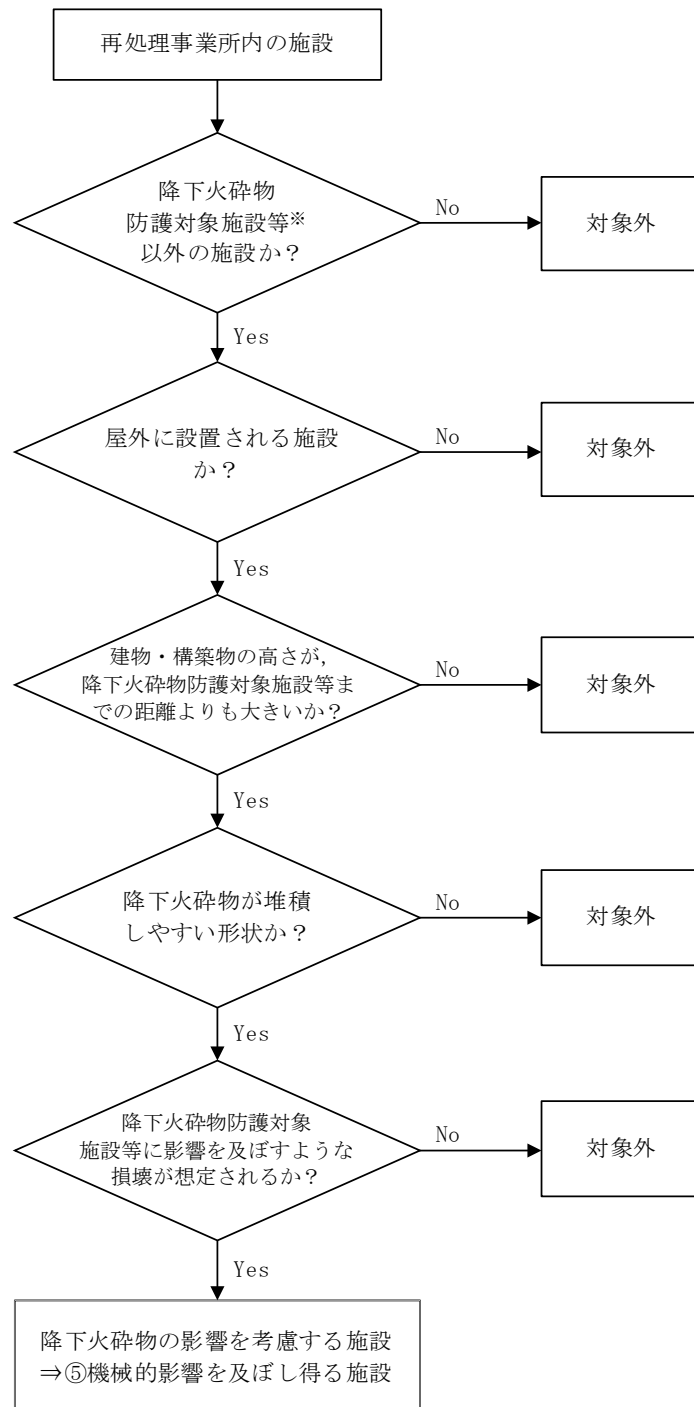 再処理事業所内の施設
降下火砕物
防護対象施設等※
以外の施設か？
No
対象外
Yes
屋外に設置される施設
か？
No
対象外
Yes
建物・構築物の高さが，
降下火砕物防護対象施設等ま
での距離よりも大きいか？
No
対象外
Yes
降下火砕物が堆積
しやすい形状か？
No
対象外
Yes
降下火砕物防護対象
施設等に影響を及ぼすような
損壊が想定されるか？
No
対象外
Yes
降下火砕物の影響を考慮する施設
⇒⑤機械的影響を及ぼし得る施設